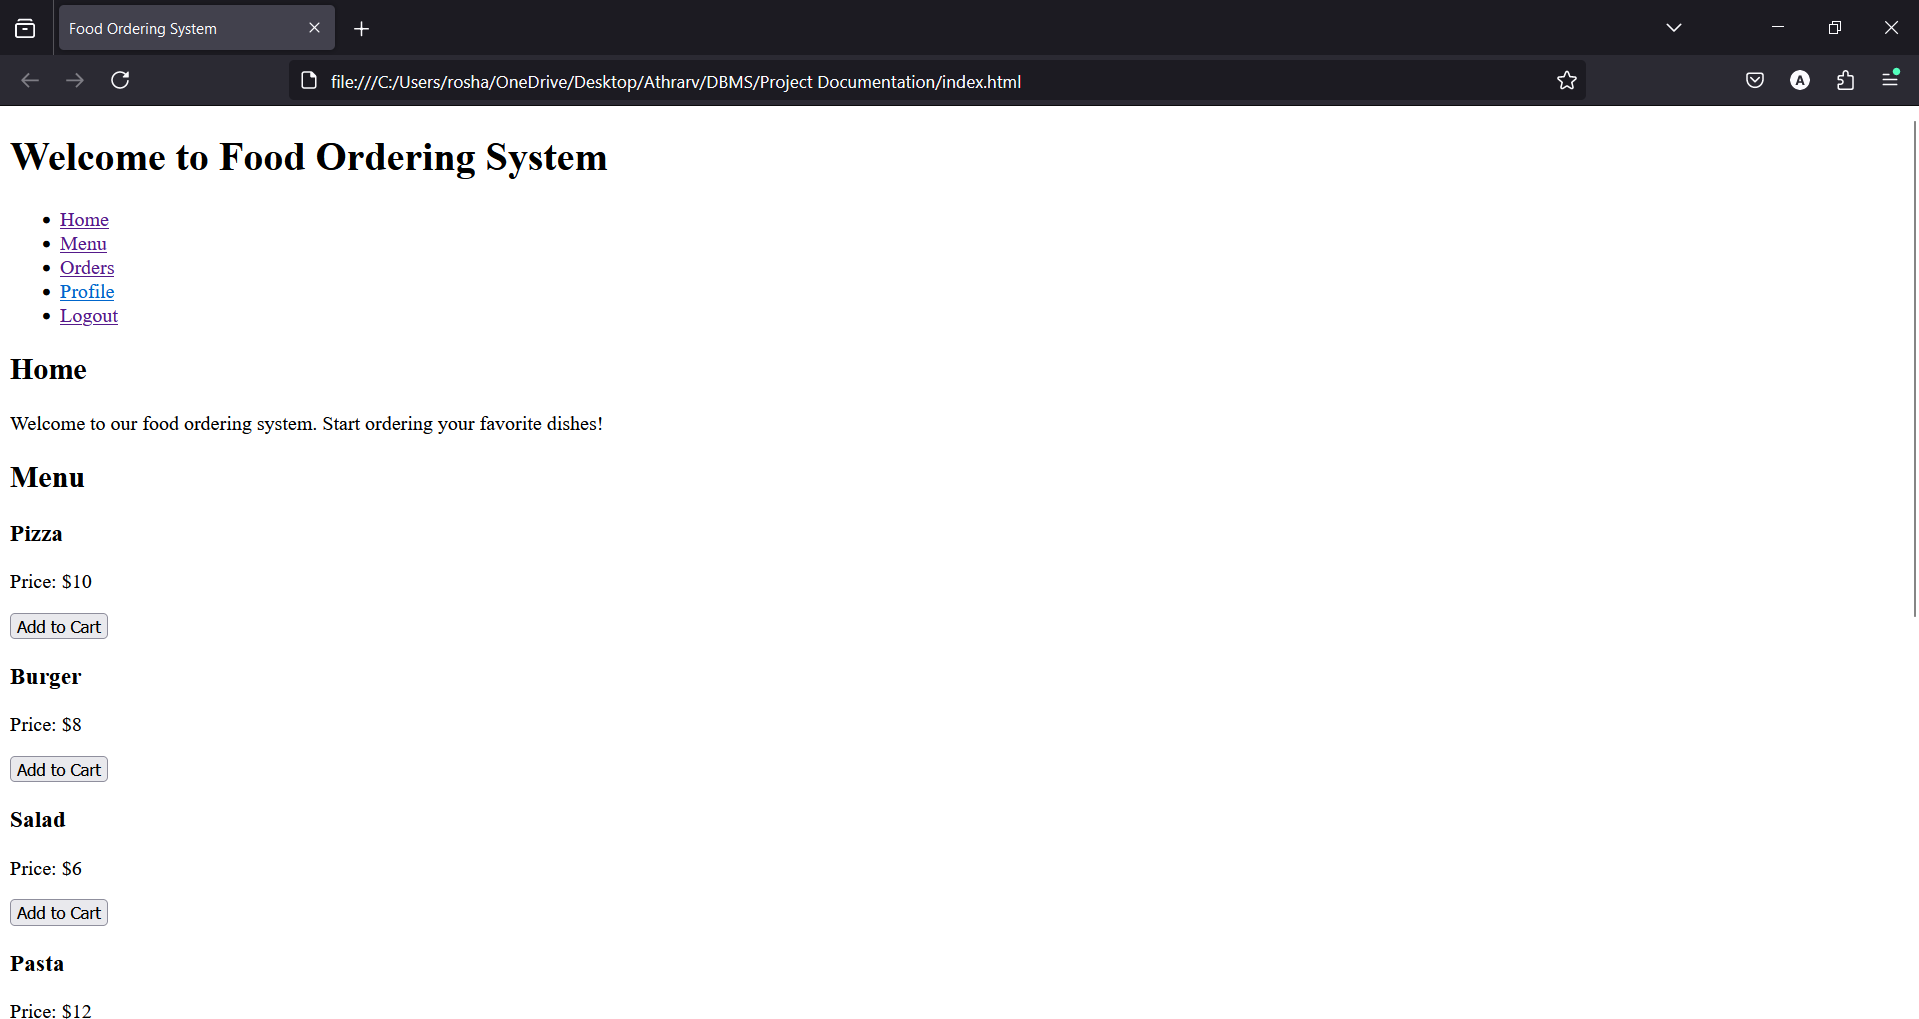 Food Ordering System
file:///C:/Users/rosha/OneDrive/Desktop/Athrarv/DBMS/Project Documentation/index.html
A
Welcome to Food Ordering System
Home
Menu
Orders
Profile
Logout
Home
Welcome to our food ordering system. Start ordering your favorite dishes!
Menu
Pizza
Price: $10
Add to Cart
Burger
Price: $8
Add to Cart
Salad
Price: $6
Add to Cart
Pasta
Price: $12